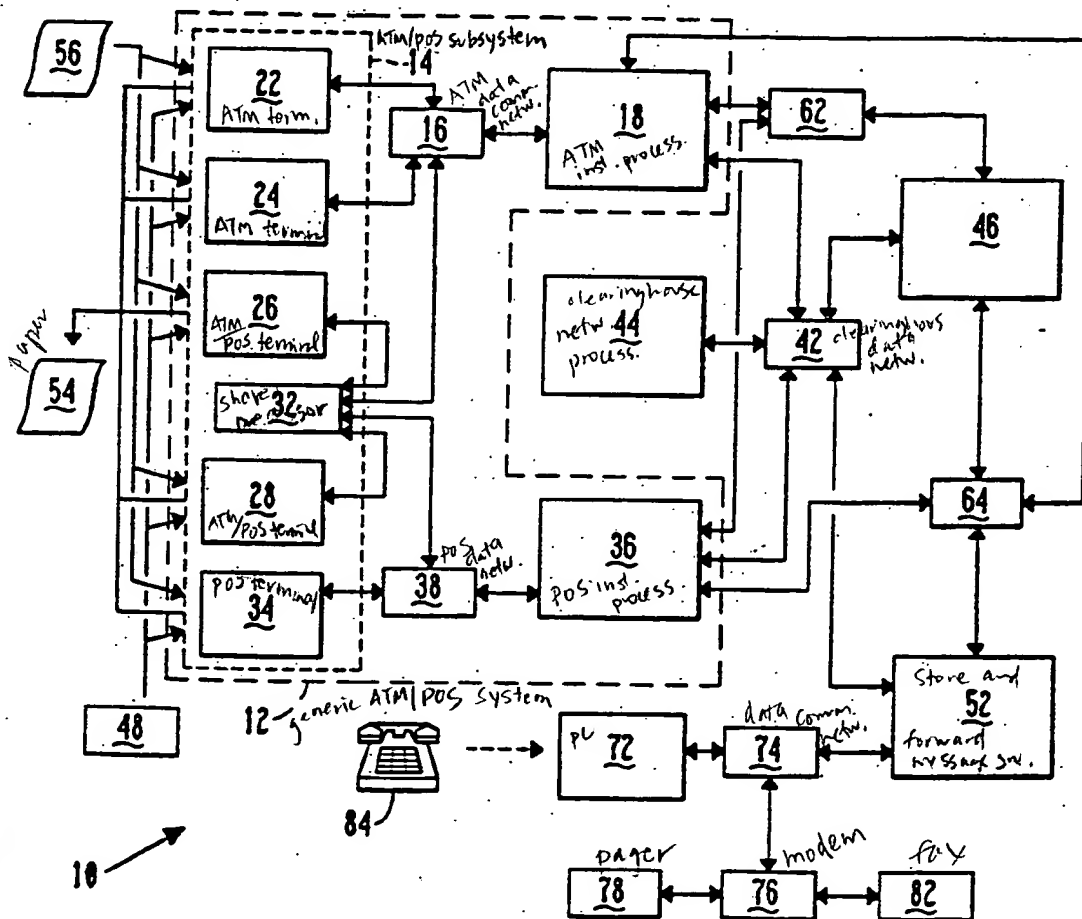 56
ATM/POS subsystem
14
22
ATM term.
16
ATM
data
comm.
netw.
18
ATM
inst. process.
62
24
ATM terminal
46
26
ATM
POS terminal
clearinghouse
netw. 44
process.
42
clearinghous
data
netw.
paper
54
share
32
64
28
ATM/POS terminal
36
POS inst.
process
POS
data
netw.
38
POS terminal
34
store and
52
forward
48
12
generic ATM/POS system
data comm.
netw.
PC
72
74
84
10
pager
78
modem
76
fax
82